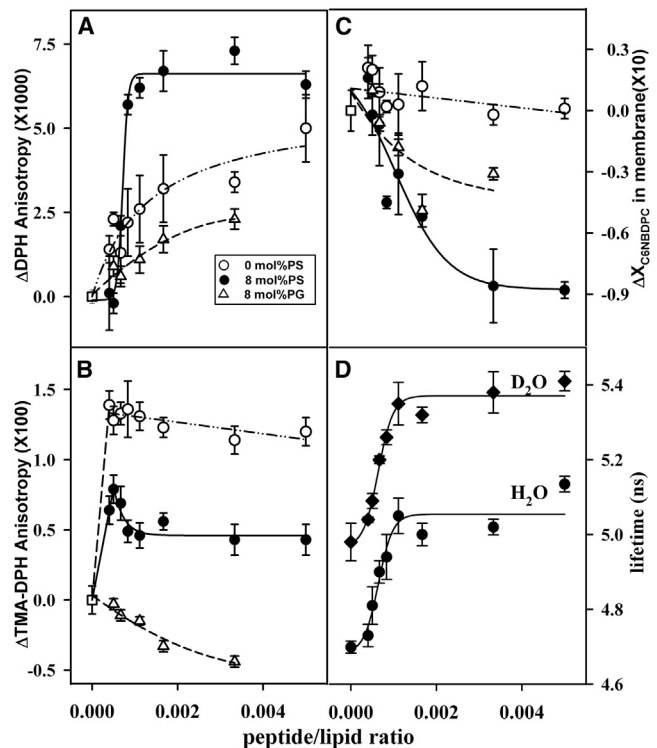 A
ΔDPH Anisotropy (X1000)
7.5
5.0
2.5
0.0
0 mol%PS
8 mol%PS
8 mol%PG
C
0.3
0.0
-0.3
-0.6
-0.9
ΔX_C6NBDPC in membrane(X10)
B
ΔTMA-DPH Anisotropy (X100)
1.5
1.0
0.5
0.0
-0.5
0.000 0.002 0.004
D
D₂O
H₂O
5.4
5.2
5.0
4.8
4.6
lifetime (ns)
0.000 0.002 0.004
peptide/lipid ratio